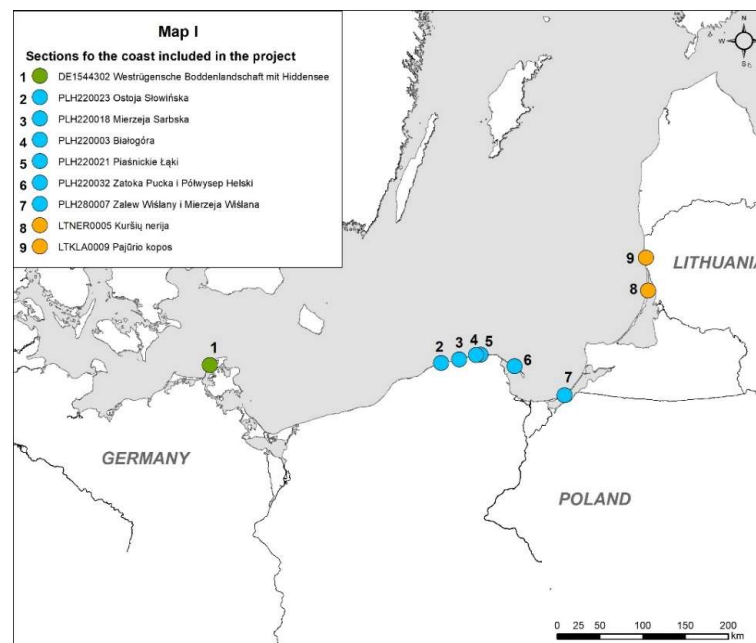 Map I
Sections fo the coast included in the project
1 DE1544302 Westrügensche Boddenlandschaft mit Hiddensee
2 PLH220023 Ostoja Słowińska
3 PLH220018 Mierzeja Sarbska
4 PLH220003 Białogóra
5 PLH220021 Piaśnickie Łąki
6 PLH220032 Zatoka Pucka i Półwysep Helski
7 PLH280007 Zalew Wiślany i Mierzeja Wiślana
8 LTNER0005 Kuršių nerija
9 LTKLA0009 Pajūrio kopos
N
W
S
9
LITHUANIA
8
1
2
3
4
5
6
7
GERMANY
POLAND
0 25 50 100 150 200
km